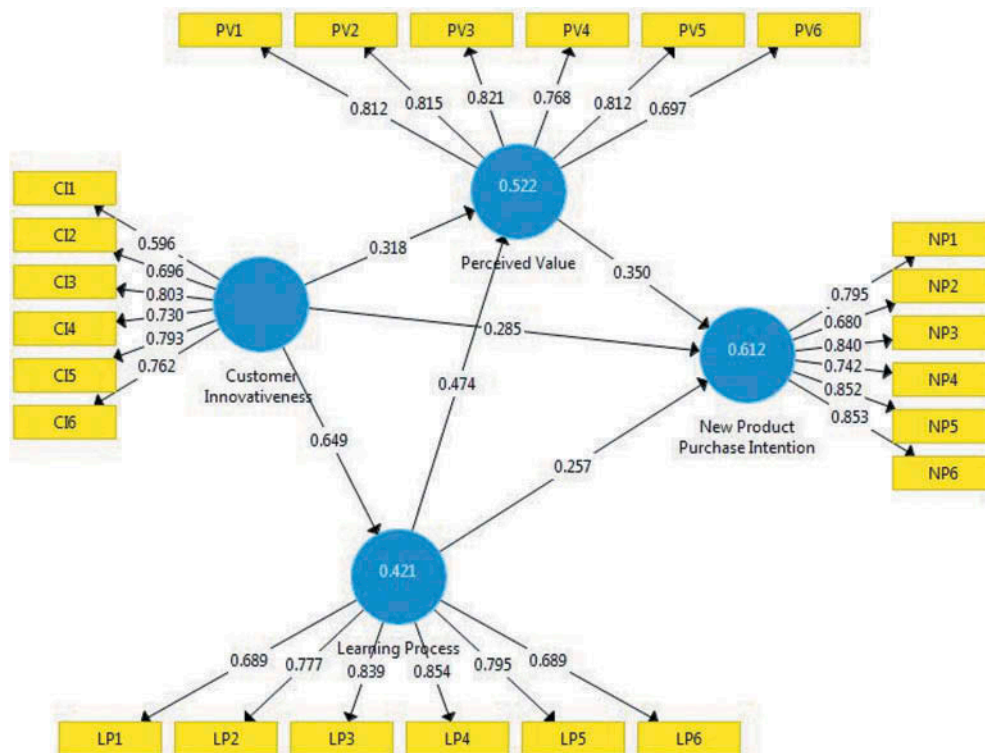 PV1 PV2 PV3 PV4 PV5 PV6
0.812 0.815 0.821 0.768 0.812 0.697
0.522
Perceived Value
CI1
CI2
CI3
CI4
CI5
CI6
0.596
0.696
0.803
0.730
0.793
0.762
Customer
Innovativeness
0.318
0.285
0.649
0.474
0.350
0.257
0.612
New Product
Purchase Intention
0.795
0.680
0.840
0.742
0.852
0.853
NP1
NP2
NP3
NP4
NP5
NP6
0.421
Learning Process
0.689 0.777 0.839 0.854 0.795 0.689
LP1 LP2 LP3 LP4 LP5 LP6